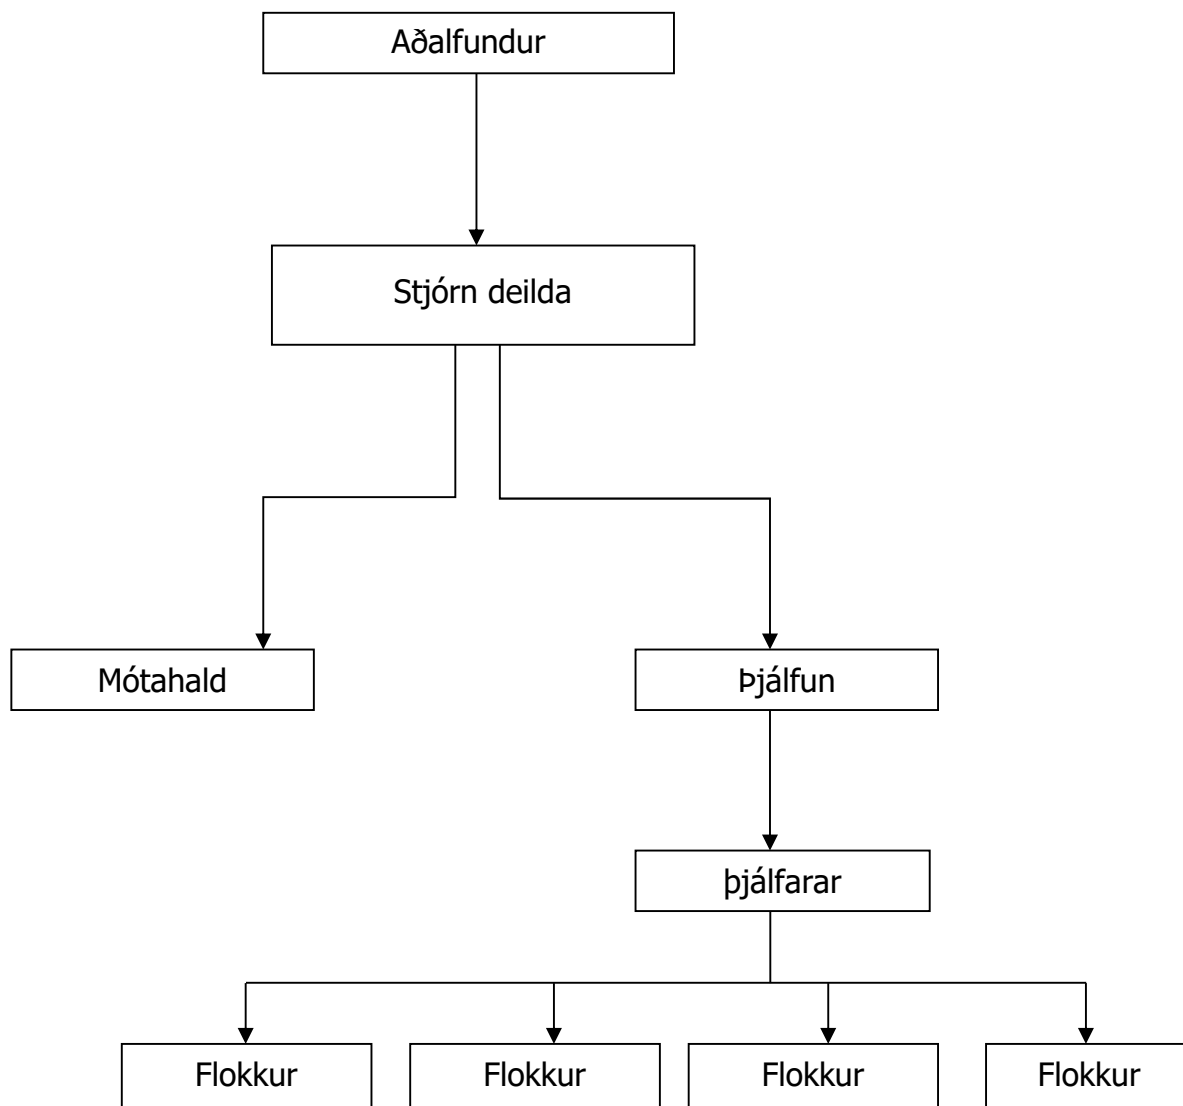 Aðalfundur
Stjórn deilda
Mótahald
Þjálfun
þjálfarar
Flokkur
Flokkur
Flokkur
Flokkur